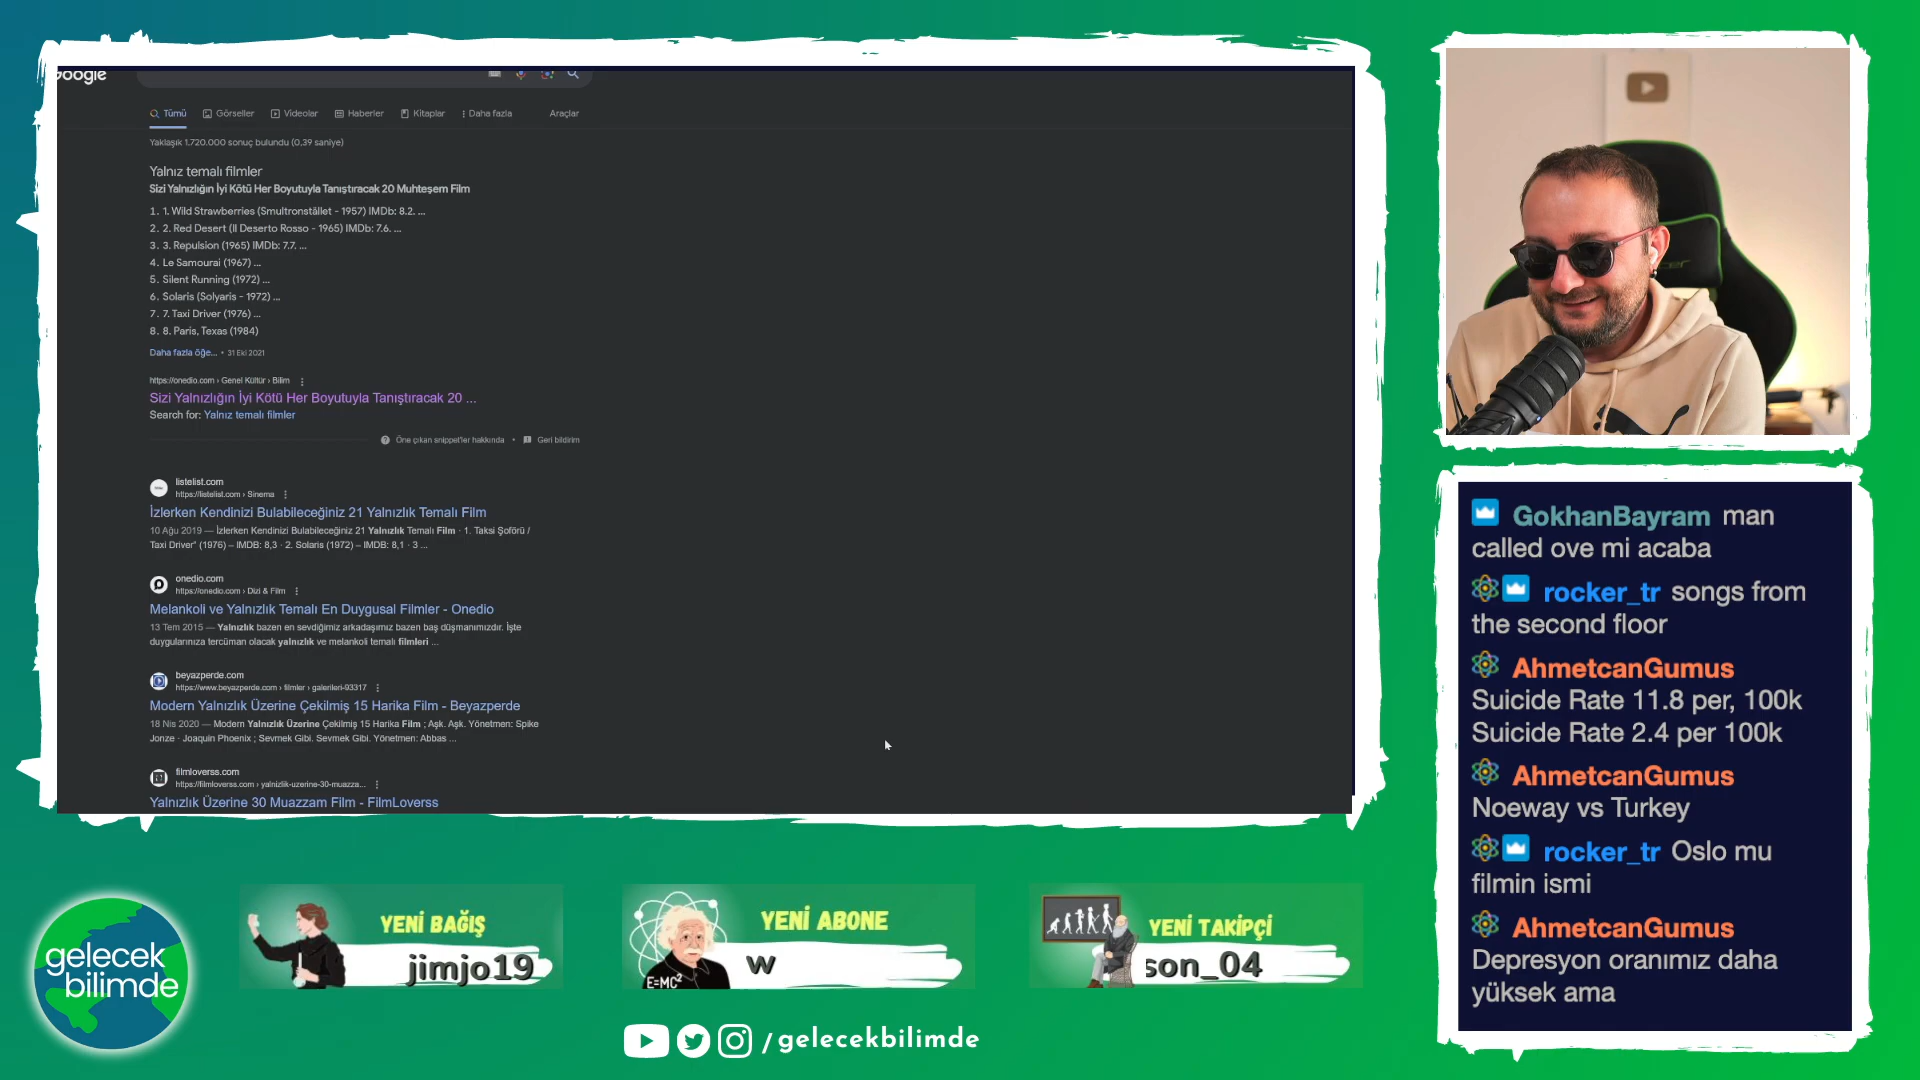 Google
Tümü Görseller Videolar Haberler Kitaplar Daha fazla Araçlar
Yaklaşık 1.720.000 sonuç bulundu (0,39 saniye)
Yalnız temalı filmler
Sizi Yalnızlığın İyi Kötü Her Boyutuyla Tanıştıracak 20 Muhteşem Film
1. 1. Wild Strawberries (Smultronstället - 1957) IMDb: 8.2. ...
2. 2. Red Desert (Il Deserto Rosso - 1965) IMDb: 7.6. ...
3. 3. Repulsion (1965) IMDb: 7.7. ...
4. Le Samourai (1967) ...
5. Silent Running (1972) ...
6. Solaris (Solyaris - 1972) ...
7. 7. Taxi Driver (1976) ...
8. 8. Paris, Texas (1984)
Daha fazla öğe... • 31 Eki 2021
https://onedio.com › Genel Kültür › Bilim
Sizi Yalnızlığın İyi Kötü Her Boyutuyla Tanıştıracak 20 ...
Search for: Yalnız temalı filmler
Öne çıkan snippet'ler hakkında • Geri bildirim
listelist.com
https://listelist.com › Sinema
İzlerken Kendinizi Bulabileceğiniz 21 Yalnızlık Temalı Film
10 Ağu 2019 — İzlerken Kendinizi Bulabileceğiniz 21 Yalnızlık Temalı Film · 1. Taksi Şoförü /
Taxi Driver" (1976) – IMDB: 8,3 · 2. Solaris (1972) – IMDB: 8,1 · 3 ...
onedio.com
https://onedio.com › Dizi & Film
Melankoli ve Yalnızlık Temalı En Duygusal Filmler - Onedio
13 Tem 2015 — Yalnızlık bazen en sevdiğimiz arkadaşımız bazen baş düşmanımızdır. İşte
duygularınıza tercüman olacak yalnızlık ve melankoli temalı filmleri ...
beyazperde.com
https://www.beyazperde.com › filmler › galerileri-93317
Modern Yalnızlık Üzerine Çekilmiş 15 Harika Film - Beyazperde
18 Nis 2020 — Modern Yalnızlık Üzerine Çekilmiş 15 Harika Film ; Aşk. Aşk. Yönetmen: Spike
Jonze · Joaquin Phoenix ; Sevmek Gibi. Sevmek Gibi. Yönetmen: Abbas ...
filmloverss.com
https://filmloverss.com › yalnizlik-uzerine-30-muazza...
Yalnızlık Üzerine 30 Muazzam Film - FilmLoverss
GokhanBayram man
called ove mi acaba
rocker_tr songs from
the second floor
AhmetcanGumus
Suicide Rate 11.8 per, 100k
Suicide Rate 2.4 per 100k
AhmetcanGumus
Noeway vs Turkey
rocker_tr Oslo mu
filmin ismi
AhmetcanGumus
Depresyon oranımız daha
yüksek ama
gelecek
bilimde
YENİ BAĞIŞ
jimjo19
E=MC²
YENİ ABONE
w
YENİ TAKİPÇİ
son_04
/gelecekbilimde